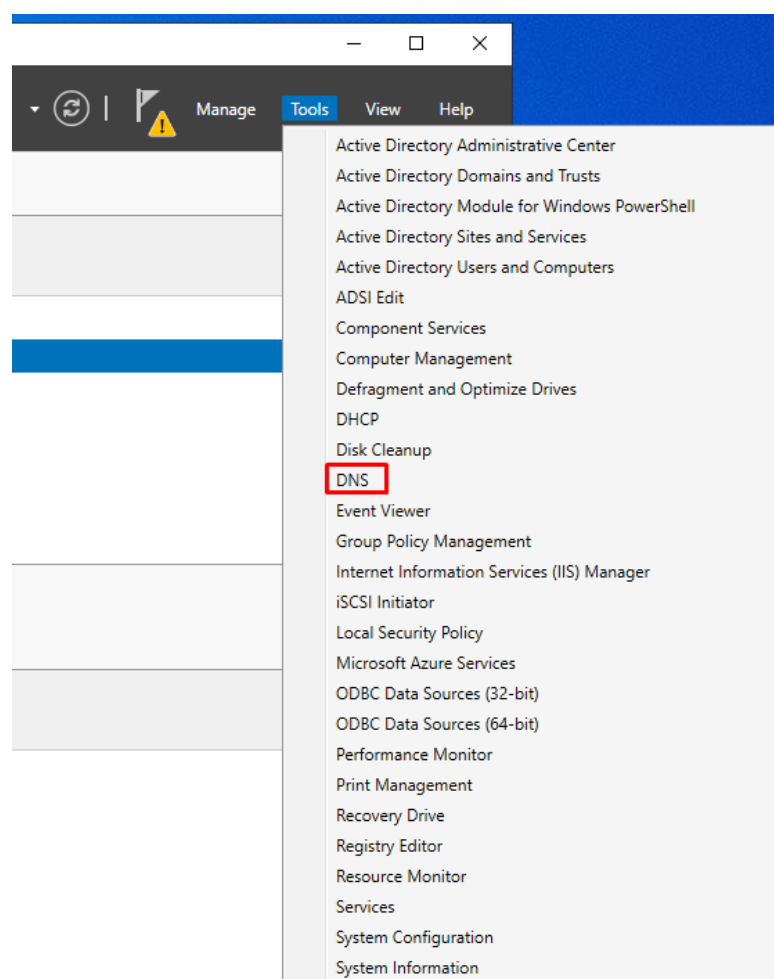 Manage Tools View Help
Active Directory Administrative Center
Active Directory Domains and Trusts
Active Directory Module for Windows PowerShell
Active Directory Sites and Services
Active Directory Users and Computers
ADSI Edit
Component Services
Computer Management
Defragment and Optimize Drives
DHCP
Disk Cleanup
DNS
Event Viewer
Group Policy Management
Internet Information Services (IIS) Manager
iSCSI Initiator
Local Security Policy
Microsoft Azure Services
ODBC Data Sources (32-bit)
ODBC Data Sources (64-bit)
Performance Monitor
Print Management
Recovery Drive
Registry Editor
Resource Monitor
Services
System Configuration
System Information